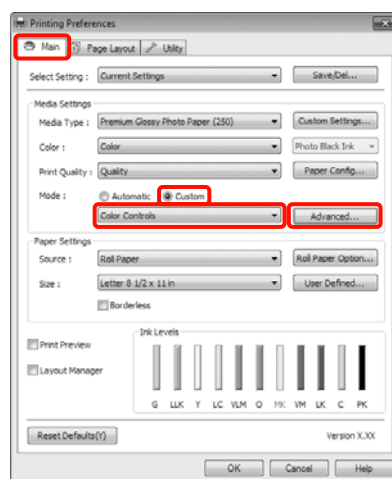 Printing Preferences
Main Page Layout Utility
Select Setting : Current Settings Save/Del...
Media Settings
Media Type : Premium Glossy Photo Paper (250) Custom Settings...
Color : Color Photo Black Ink
Print Quality : Quality Paper Config...
Mode : Automatic Custom
Color Controls Advanced...
Paper Settings
Source : Roll Paper Roll Paper Option...
Size : Letter 8 1/2 x 11 in User Defined...
Borderless
Print Preview
Layout Manager
Ink Levels
G LLK Y LC VLM O MK VM LK C PK
Reset Defaults(Y) Version X.XX
OK Cancel Help